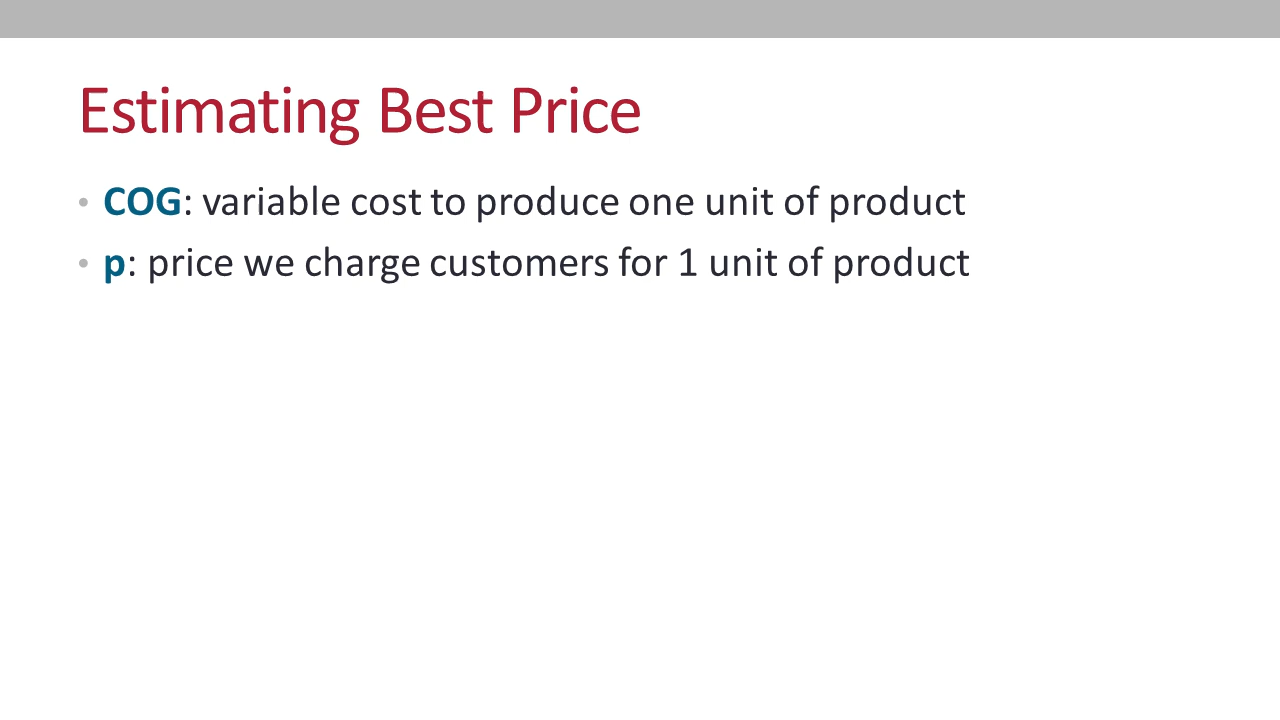 Estimating Best Price
• COG: variable cost to produce one unit of product
• p: price we charge customers for 1 unit of product